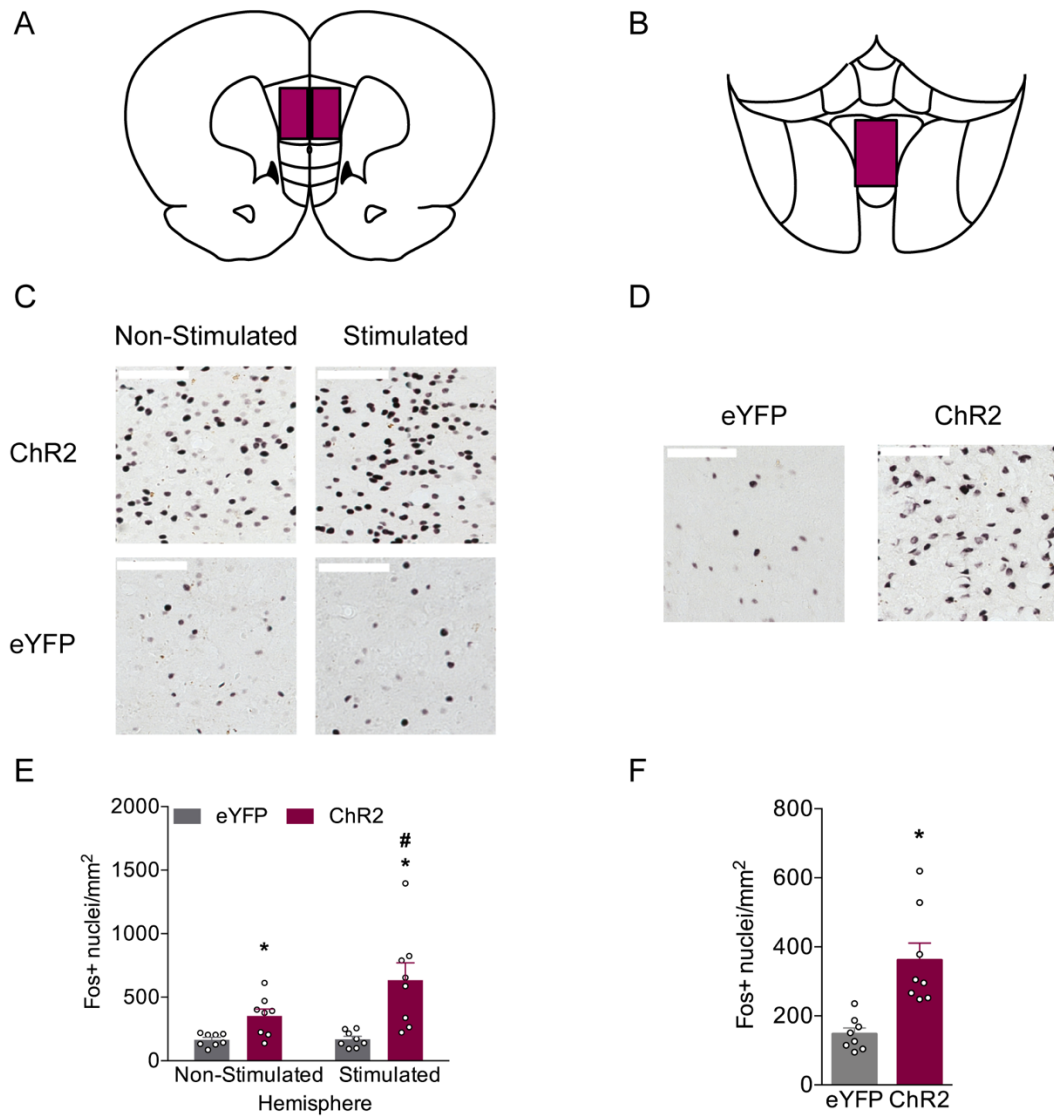 A
B
C
D
Non-Stimulated Stimulated
eYFP ChR2
ChR2
eYFP
E
F
2000
1500
1000
500
0
Fos+ nuclei/mm²
eYFP ChR2
*
#
*
Non-Stimulated Stimulated
Hemisphere
800
600
400
200
0
Fos+ nuclei/mm²
*
eYFP ChR2